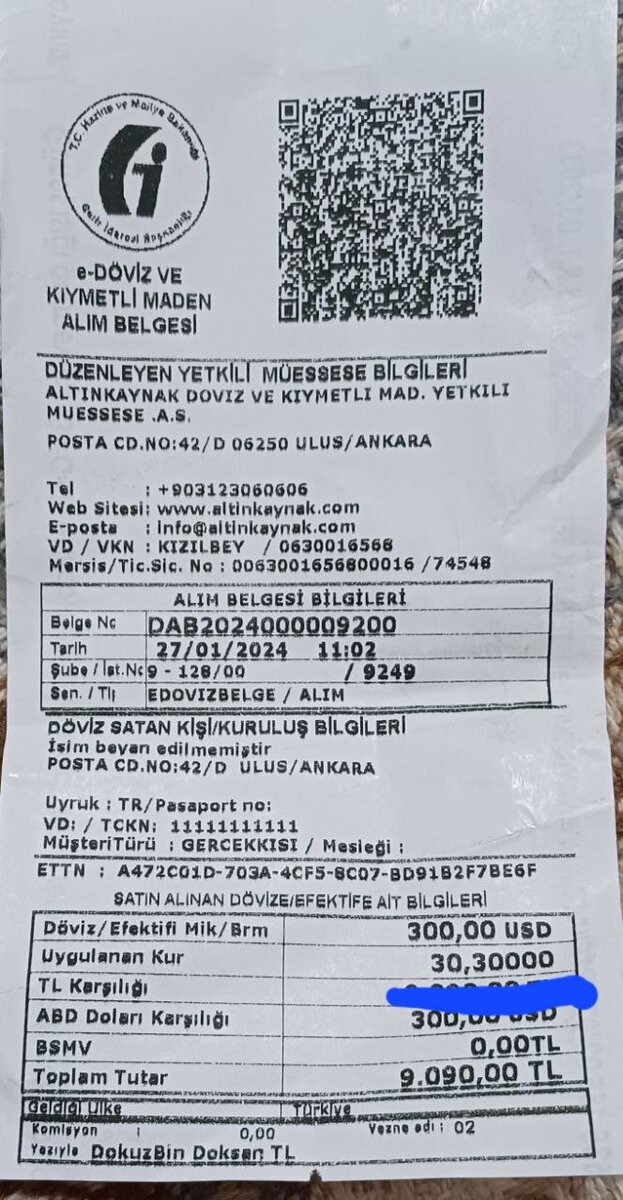 T.C. Hazine ve Maliye Bakanlığı
Gelir İdaresi Başkanlığı
e-DÖVİZ VE
KIYMETLİ MADEN
ALIM BELGESİ
DÜZENLEYEN YETKİLİ MÜESSESE BİLGİLERİ
ALTINKAYNAK DOVIZ VE KIYMETLI MAD. YETKILI
MUESSESE .A.S.
POSTA CD.NO:42/D 06250 ULUS/ANKARA
Tel : +903123060606
Web Sitesi: www.altinkaynak.com
E-posta : info@altinkaynak.com
VD / VKN : KIZILBEY / 0630016568
Mersis/Tic.Sic. No : 0063001656800016 /74548
ALIM BELGESİ BİLGİLERİ
Belge No DAB2024000009200
Tarih 27/01/2024 11:02
Şube / İst.No 9 - 128/00 / 9249
Sen. / Tip EDOVIZBELGE / ALIM
DÖVİZ SATAN KİŞİ/KURULUŞ BİLGİLERİ
İsim beyan edilmemiştir
POSTA CD.NO:42/D ULUS/ANKARA
Uyruk : TR/Pasaport no:
VD: / TCKN: 11111111111
MüşteriTürü : GERCEKKISI / Mesleği :
ETTN : A472C01D-703A-4CF5-8C07-BD91B2F7BE6F
SATIN ALINAN DÖVİZE/EFEKTİFE AİT BİLGİLERİ
Döviz/Efektifi Mik/Brm 300,00 USD
Uygulanan Kur 30,30000
TL Karşılığı
ABD Doları Karşılığı 300,00 USD
BSMV 0,00TL
Toplam Tutar 9.090,00 TL
Geldiği Ülke Türkiye
Komisyon : 0,00 Vezne adı : 02
Yazıyla DokuzBin Doksan TL